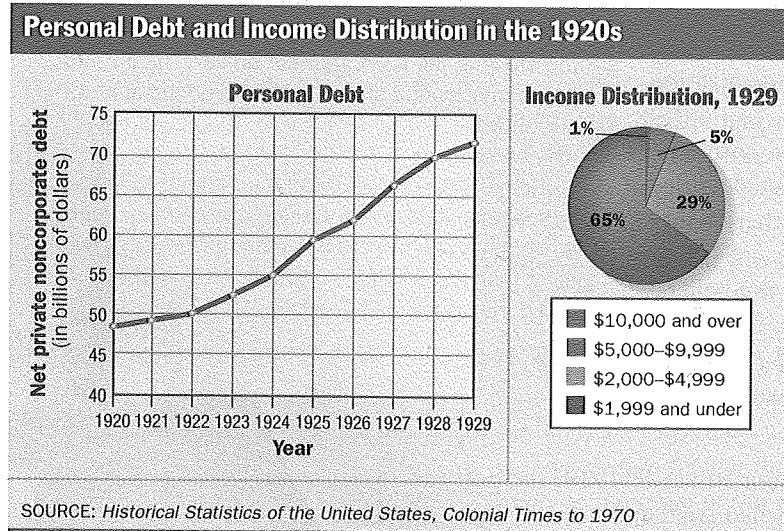 Personal Debt and Income Distribution in the 1920s
Personal Debt
Net private noncorporate debt
(in billions of dollars)
75
70
65
60
55
50
45
40
1920 1921 1922 1923 1924 1925 1926 1927 1928 1929
Year
Income Distribution, 1929
1%
5%
29%
65%
$10,000 and over
$5,000–$9,999
$2,000–$4,999
$1,999 and under
SOURCE: Historical Statistics of the United States, Colonial Times to 1970